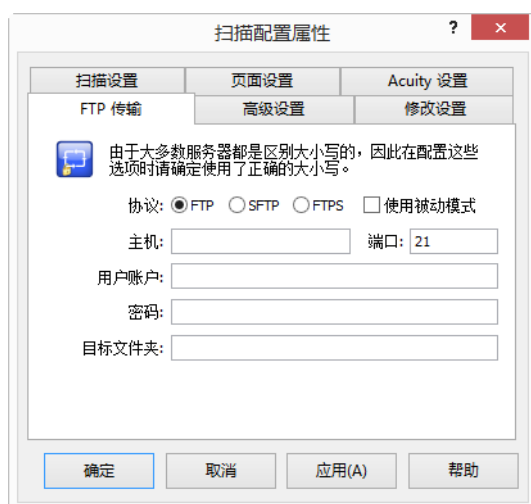 扫描配置属性 ?
扫描设置 页面设置 Acuity 设置
FTP 传输 高级设置 修改设置
由于大多数服务器都是区别大小写的，因此在配置这些
选项时请确定使用了正确的大小写。
协议: FTP SFTP FTPS 使用被动模式
主机: 端口: 21
用户账户:
密码:
目标文件夹:
确定 取消 应用(A) 帮助